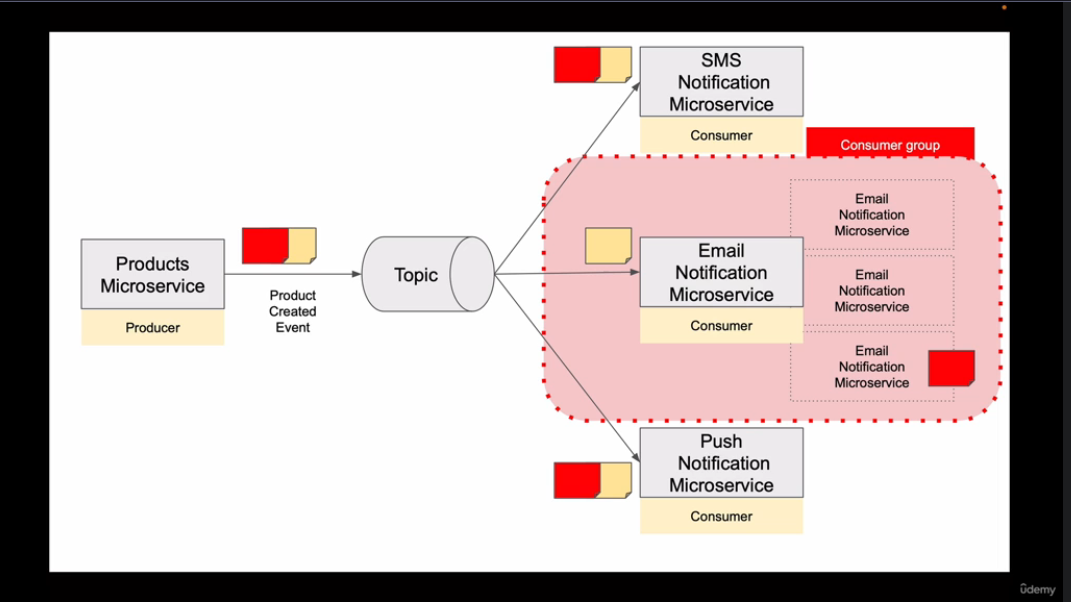 SMS
Notification
Microservice
Consumer
Consumer group
Email
Notification
Microservice
Products
Microservice
Producer
Product
Created
Event
Topic
Email
Notification
Microservice
Consumer
Email
Notification
Microservice
Email
Notification
Microservice
Push
Notification
Microservice
Consumer
ûdemy